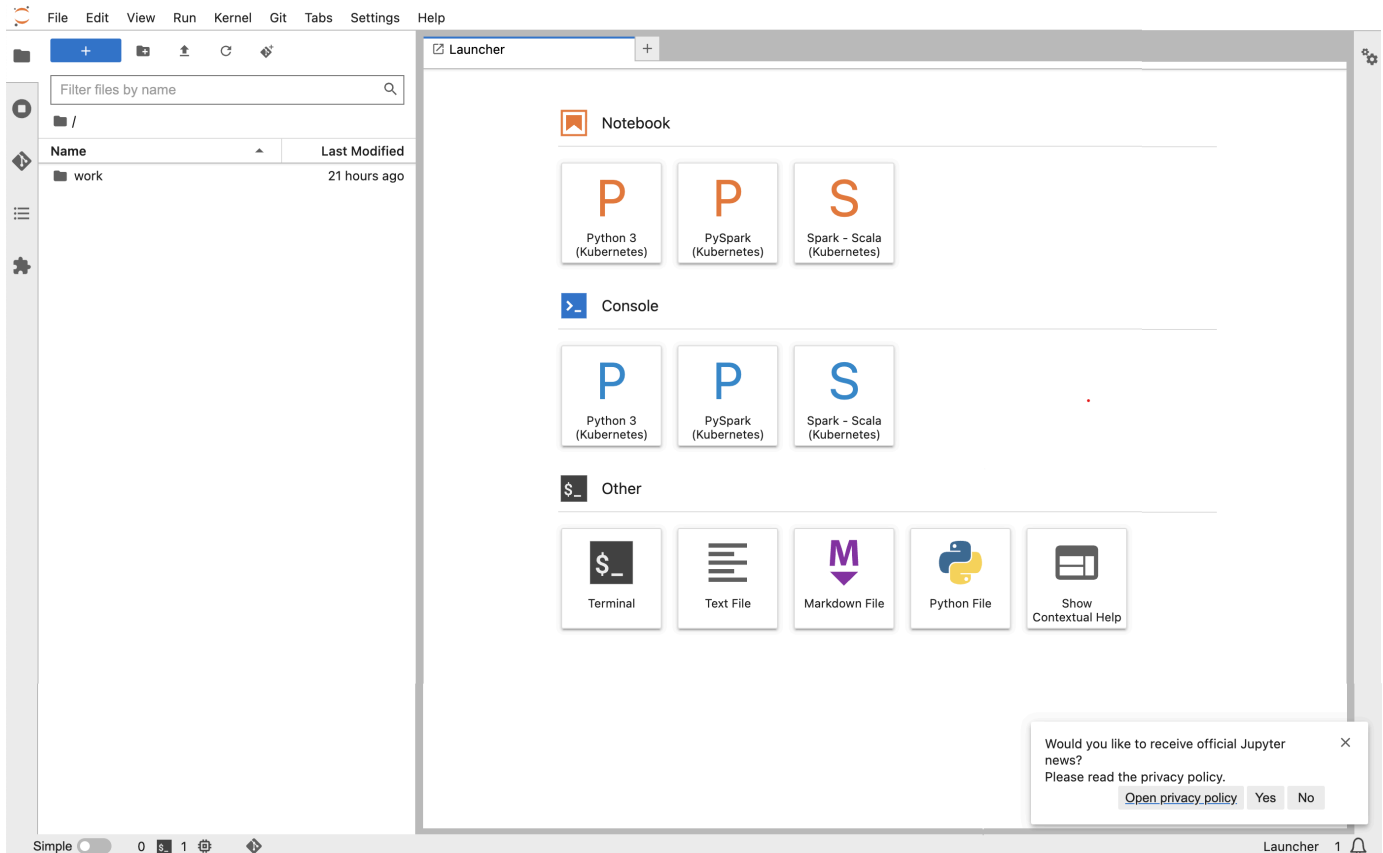 File Edit View Run Kernel Git Tabs Settings Help
+
Launcher
+
Filter files by name
/
Name Last Modified
work 21 hours ago
Notebook
P P S
Python 3 PySpark Spark - Scala
(Kubernetes) (Kubernetes) (Kubernetes)
>_ Console
P P S
Python 3 PySpark Spark - Scala
(Kubernetes) (Kubernetes) (Kubernetes)
$_ Other
$_ M
Terminal Text File Markdown File Python File Show
Contextual Help
Would you like to receive official Jupyter
news?
Please read the privacy policy.
Open privacy policy Yes No
Simple 0 $_ 1 Launcher 1